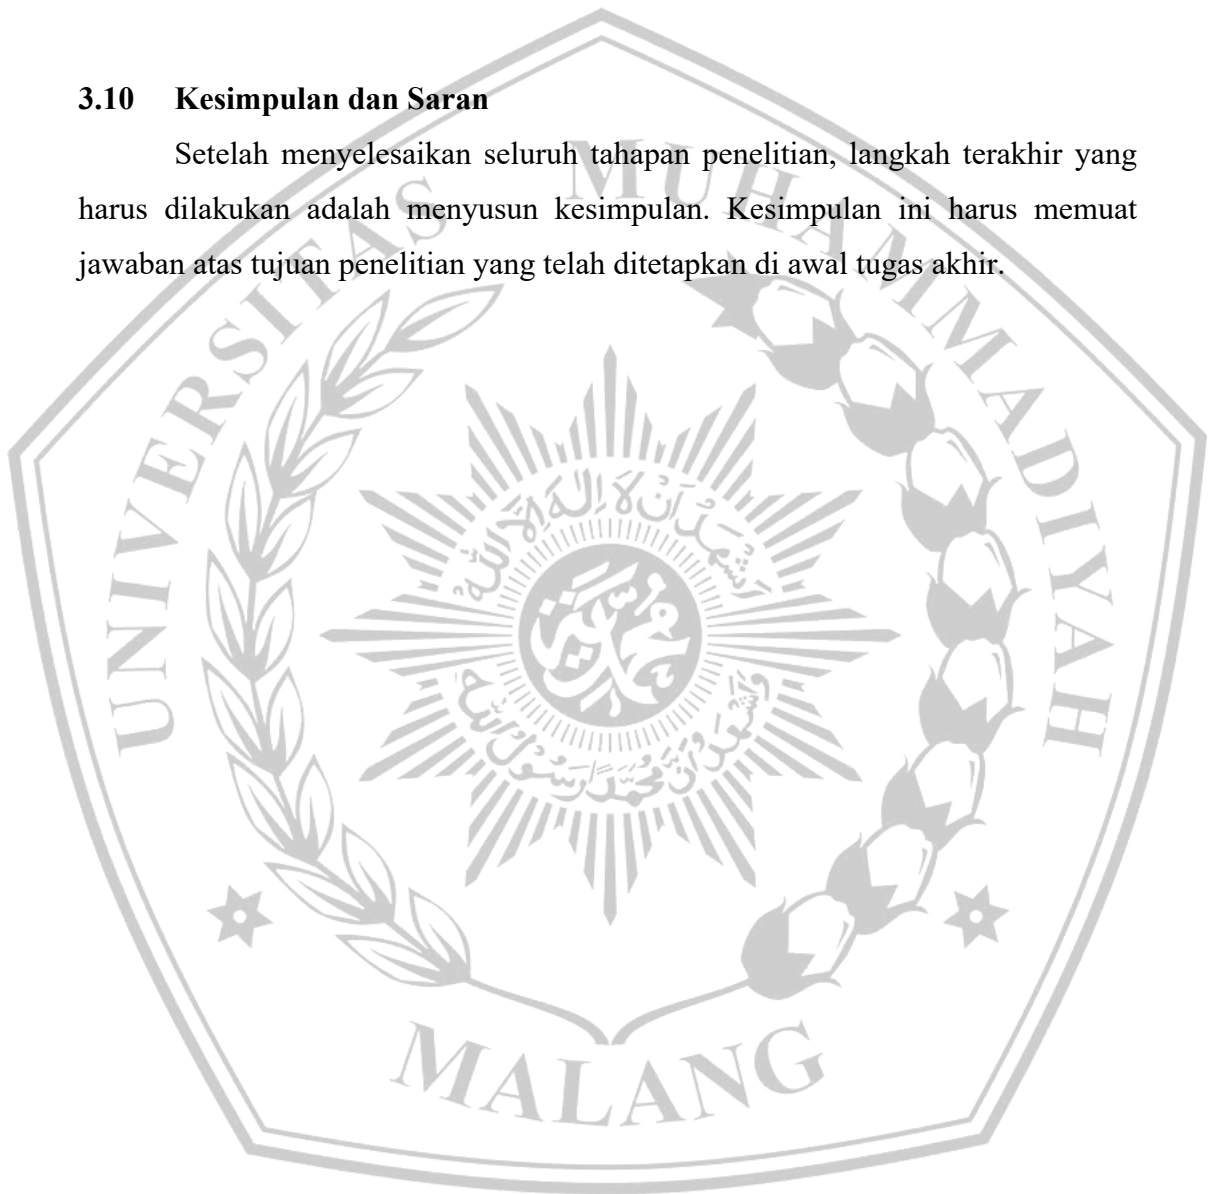 3.10 Kesimpulan dan Saran
Setelah menyelesaikan seluruh tahapan penelitian, langkah terakhir yang
harus dilakukan adalah menyusun kesimpulan. Kesimpulan ini harus memuat
jawaban atas tujuan penelitian yang telah ditetapkan di awal tugas akhir.
UNIVERSITAS MUHAMMADIYAH
MALANG